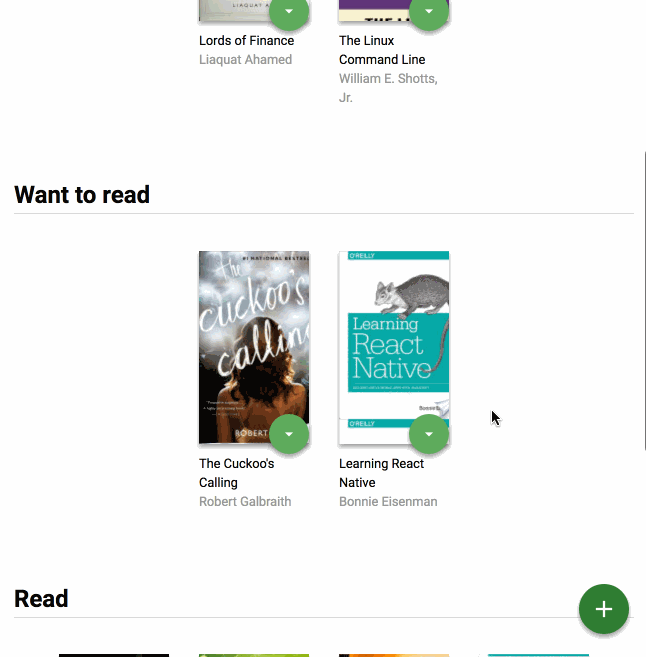 LIAQUAT A
Lords of Finance
Liaquat Ahamed
The Linux
Command Line
William E. Shotts,
Jr.
Want to read
#1 NATIONAL BESTSE
the
cuckoo's
calling
ROBERT
The Cuckoo's
Calling
Robert Galbraith
O'REILLY
Learning
React
Native
Bonnie E
O'REILLY
Learning React
Native
Bonnie Eisenman
Read